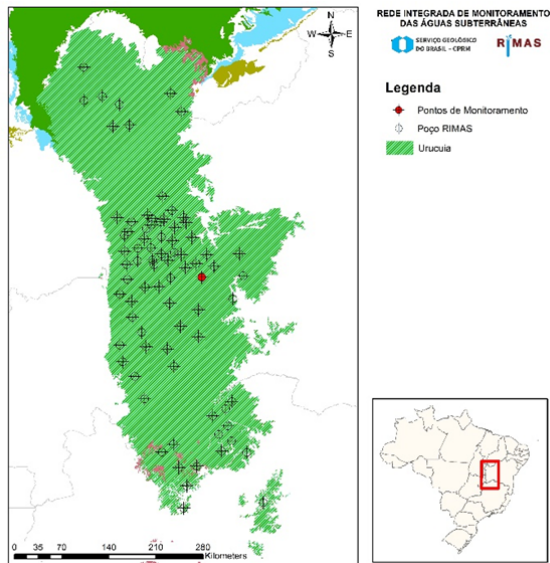 REDE INTEGRADA DE MONITORAMENTO
DAS ÁGUAS SUBTERRÂNEAS
SERVIÇO GEOLÓGICO
DO BRASIL – CPRM
RIMAS
N
W E
S
Legenda
Pontos de Monitoramento
Poço RIMAS
Urucuia
0 35 70 140 210 280
Kilometers